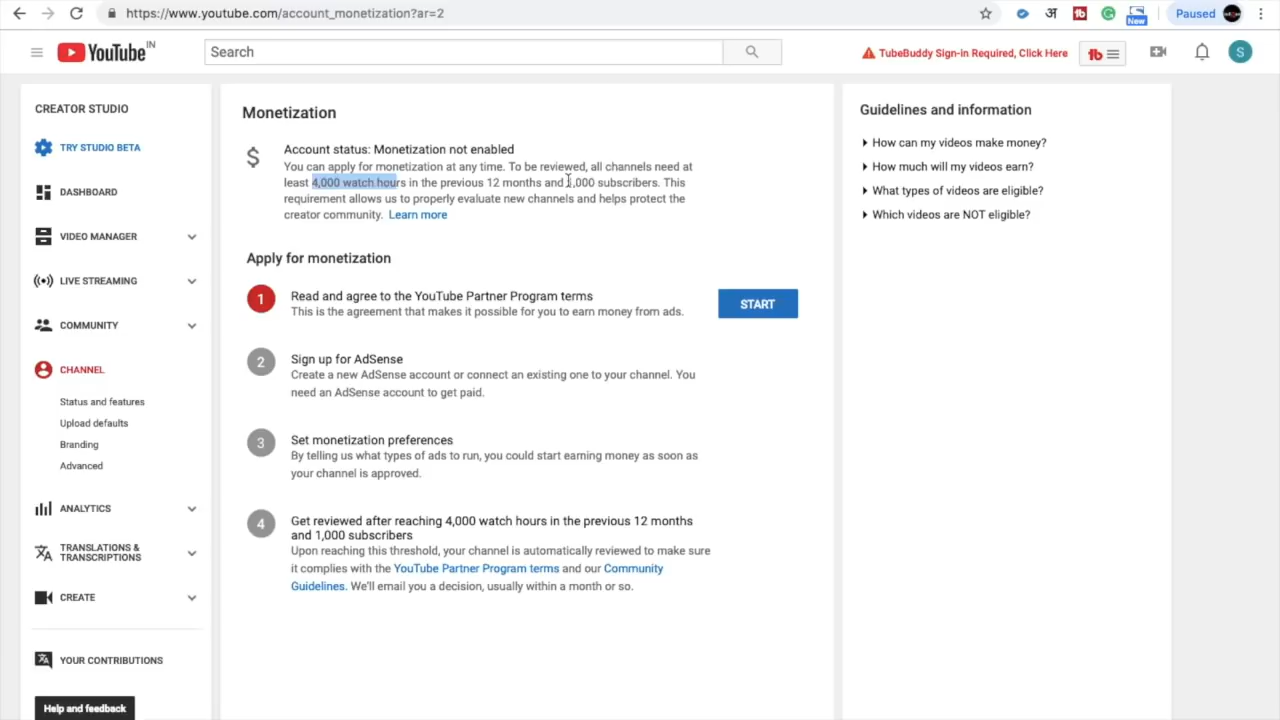 https://www.youtube.com/account_monetization?ar=2
अ
New
Paused
YouTube IN
Search
TubeBuddy Sign-in Required, Click Here
tb
S
CREATOR STUDIO
TRY STUDIO BETA
DASHBOARD
VIDEO MANAGER
LIVE STREAMING
COMMUNITY
CHANNEL
Status and features
Upload defaults
Branding
Advanced
ANALYTICS
TRANSLATIONS &
TRANSCRIPTIONS
CREATE
YOUR CONTRIBUTIONS
Help and feedback
Monetization
$
Account status: Monetization not enabled
You can apply for monetization at any time. To be reviewed, all channels need at
least 4,000 watch hours in the previous 12 months and 1,000 subscribers. This
requirement allows us to properly evaluate new channels and helps protect the
creator community. Learn more
Apply for monetization
1
Read and agree to the YouTube Partner Program terms
This is the agreement that makes it possible for you to earn money from ads.
START
2
Sign up for AdSense
Create a new AdSense account or connect an existing one to your channel. You
need an AdSense account to get paid.
3
Set monetization preferences
By telling us what types of ads to run, you could start earning money as soon as
your channel is approved.
4
Get reviewed after reaching 4,000 watch hours in the previous 12 months
and 1,000 subscribers
Upon reaching this threshold, your channel is automatically reviewed to make sure
it complies with the YouTube Partner Program terms and our Community
Guidelines. We'll email you a decision, usually within a month or so.
Guidelines and information
How can my videos make money?
How much will my videos earn?
What types of videos are eligible?
Which videos are NOT eligible?